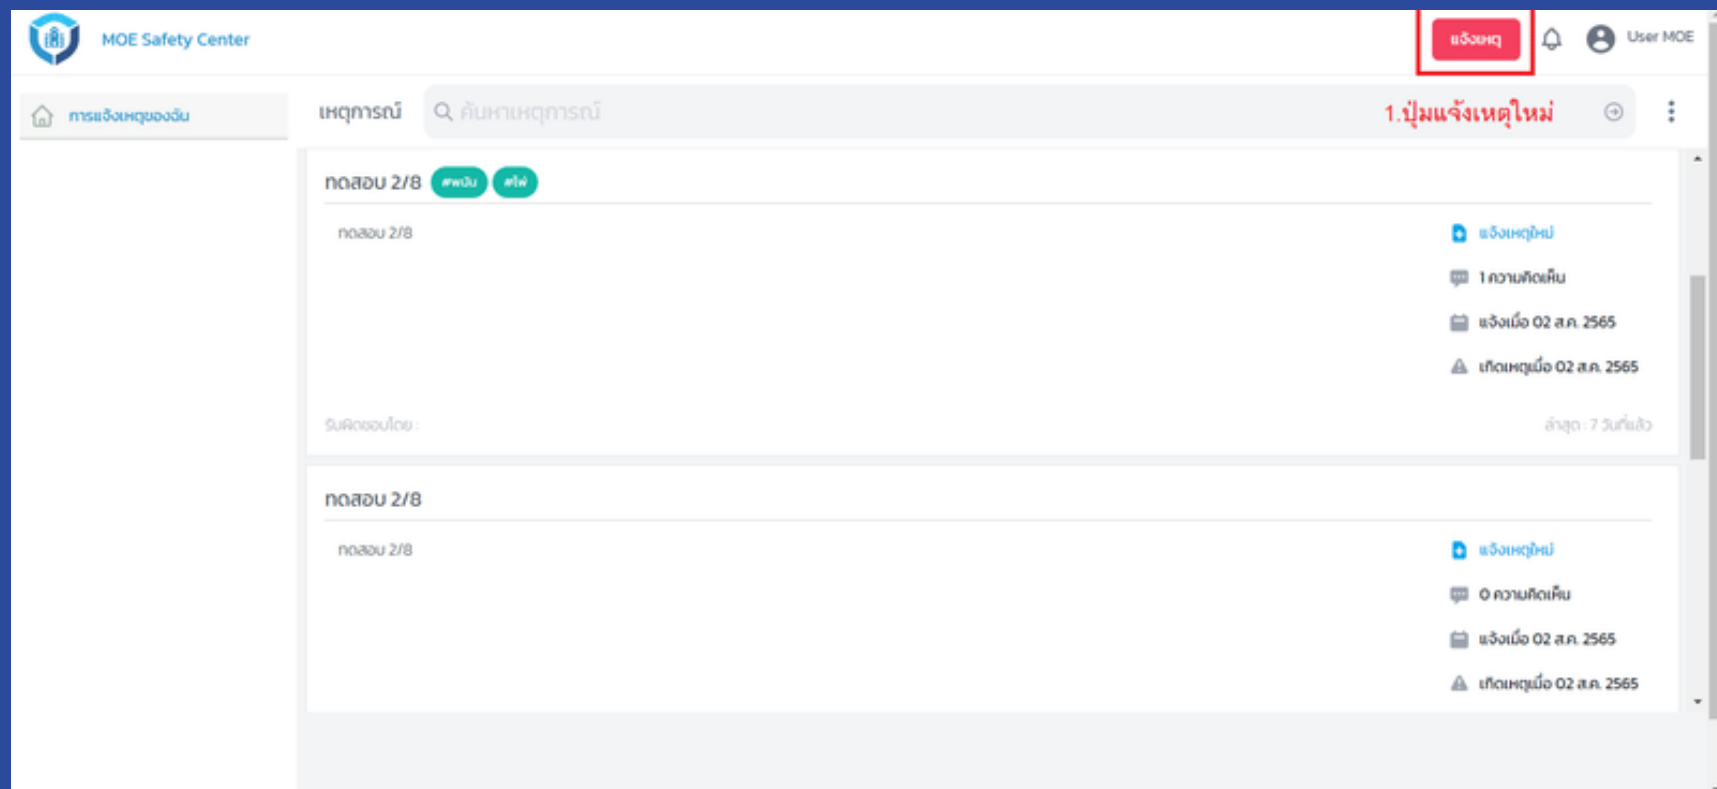 MOE Safety Center
แจ้งเหตุ
User MOE
การแจ้งเหตุของฉัน
เหตุการณ์
ค้นหาเหตุการณ์
1.ปุ่มแจ้งเหตุใหม่
ทดสอบ 2/8 #พนัน #ไพ่
ทดสอบ 2/8
แจ้งเหตุใหม่
1 ความคิดเห็น
แจ้งเมื่อ 02 ส.ค. 2565
เกิดเหตุเมื่อ 02 ส.ค. 2565
รับผิดชอบโดย :
ล่าสุด : 7 วันที่แล้ว
ทดสอบ 2/8
ทดสอบ 2/8
แจ้งเหตุใหม่
0 ความคิดเห็น
แจ้งเมื่อ 02 ส.ค. 2565
เกิดเหตุเมื่อ 02 ส.ค. 2565